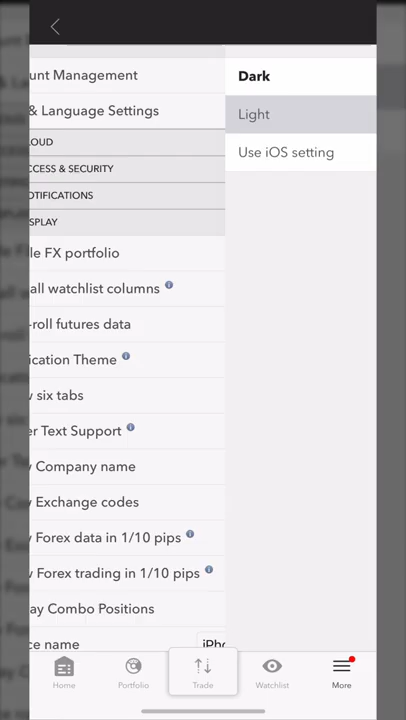 unt Management
& Language Settings
LOUD
CCESS & SECURITY
OTIFICATIONS
SPLAY
le FX portfolio
all watchlist columns
-roll futures data
ication Theme
w six tabs
er Text Support
w Company name
w Exchange codes
w Forex data in 1/10 pips
w Forex trading in 1/10 pips
ay Combo Positions
ce name
iPho
Dark
Light
Use iOS setting
Home
Portfolio
Trade
Watchlist
More